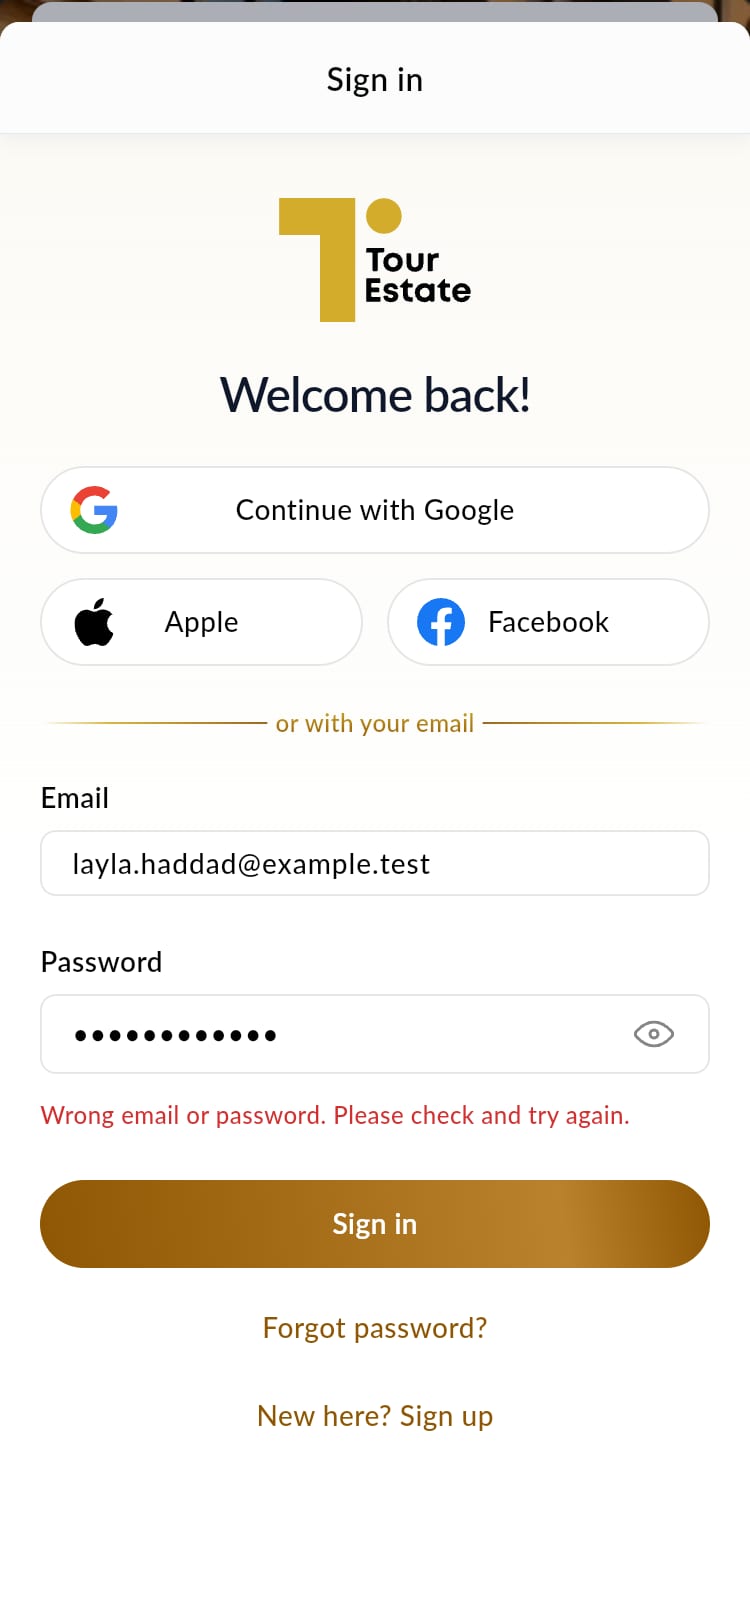 Sign in
Tour
Estate
Welcome back!
Continue with Google
Apple
Facebook
or with your email
Email
layla.haddad@example.test
Password
••••••••••••
Wrong email or password. Please check and try again.
Sign in
Forgot password?
New here? Sign up